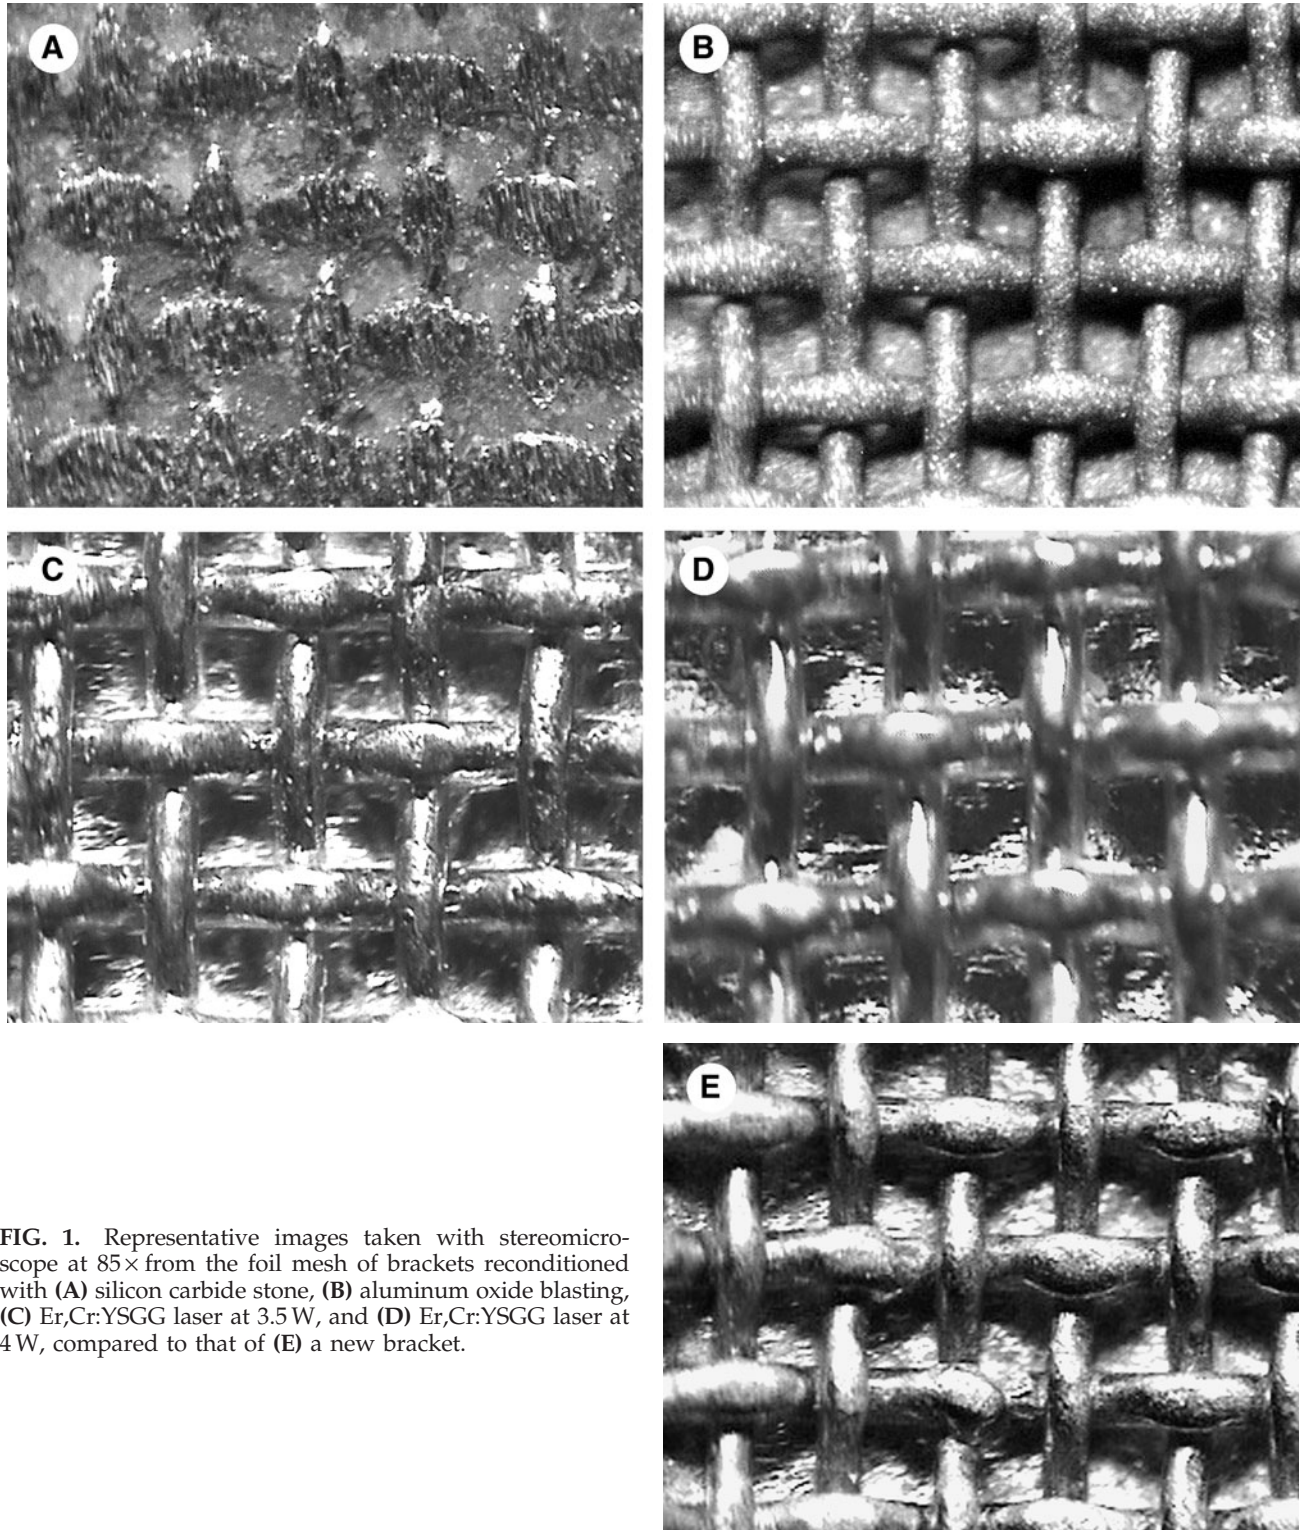 A
B
C
D
E
FIG. 1. Representative images taken with stereomicro-
scope at 85× from the foil mesh of brackets reconditioned
with (A) silicon carbide stone, (B) aluminum oxide blasting,
(C) Er,Cr:YSGG laser at 3.5 W, and (D) Er,Cr:YSGG laser at
4 W, compared to that of (E) a new bracket.